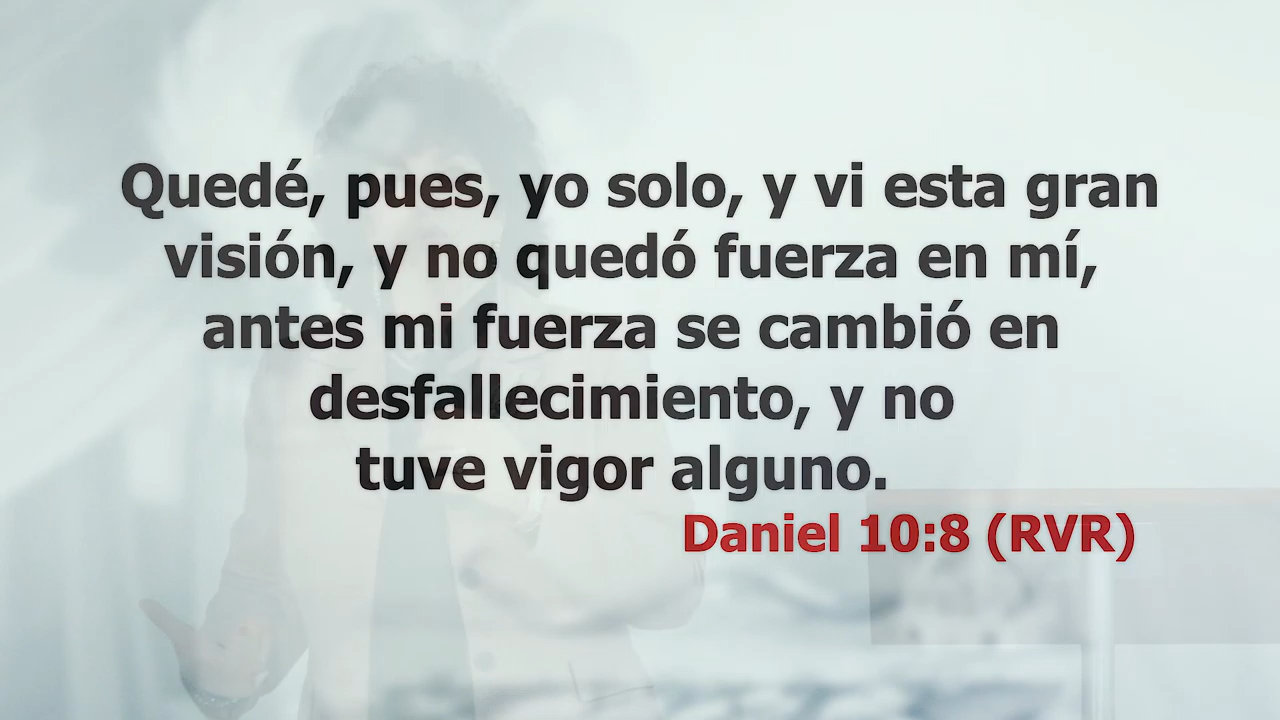 Quedé, pues, yo solo, y vi esta gran
visión, y no quedó fuerza en mí,
antes mi fuerza se cambió en
desfallecimiento, y no
tuve vigor alguno.
Daniel 10:8 (RVR)